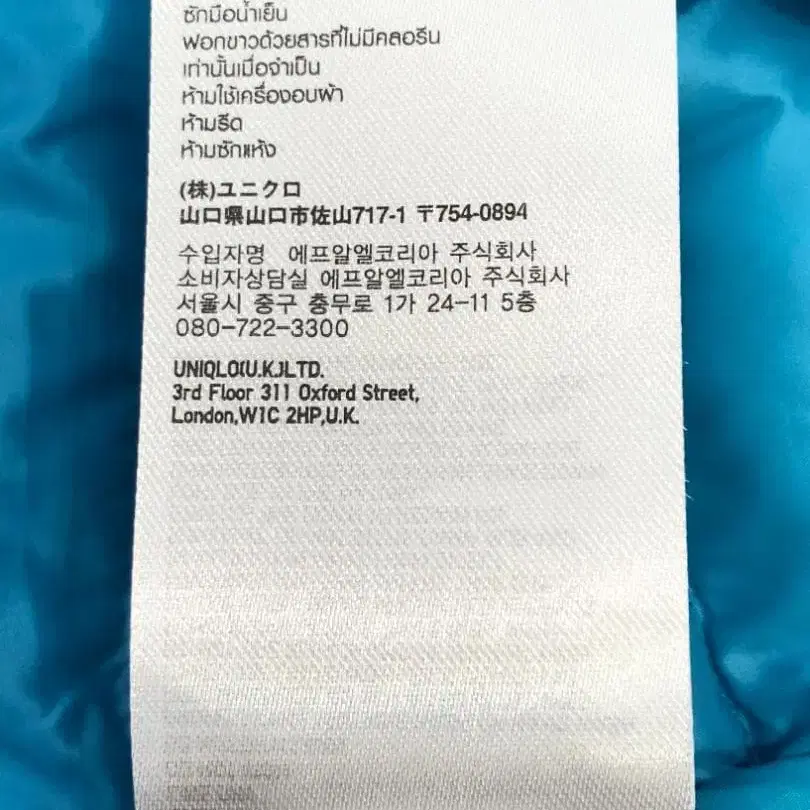 ซักมือน้ำเย็น
ฟอกขาวด้วยสารที่ไม่มีคลอรีน
เท่านั้นเมื่อจำเป็น
ห้ามใช้เครื่องอบผ้า
ห้ามรีด
ห้ามซักแห้ง
(株)ユニクロ
山口県山口市佐山717-1 〒754-0894
수입자명 에프알엘코리아 주식회사
소비자상담실 에프알엘코리아 주식회사
서울시 중구 충무로 1가 24-11 5층
080-722-3300
UNIQLO(U.K.)LTD.
3rd Floor 311 Oxford Street,
London,W1C 2HP,U.K.